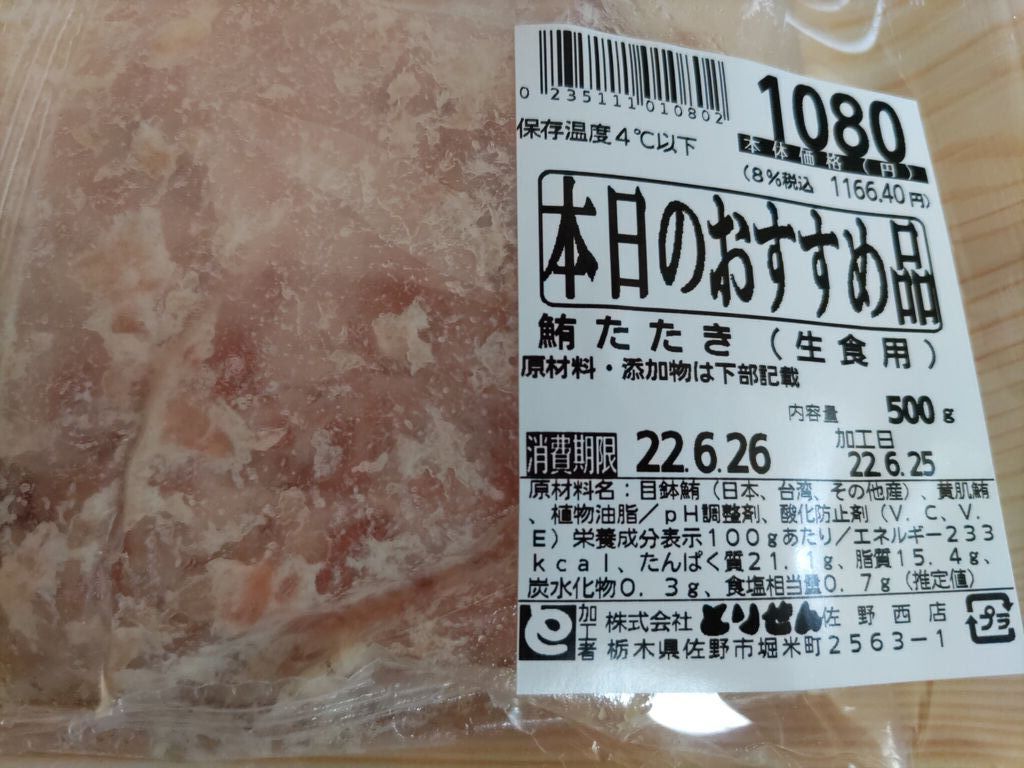 0 235111 010802
1080
保存温度4℃以下
本体価格(円)
(8%税込 1166.40円)
本日のおすすめ品
鮪たたき(生食用)
原材料・添加物は下部記載
内容量 500g
消費期限 22.6.26
加工日
22.6.25
原材料名:目鉢鮪(日本、台湾、その他産)、黄肌鮪
、植物油脂/pH調整剤、酸化防止剤(V.C、V.
E)栄養成分表示100gあたり/エネルギー233
kcal、たんぱく質21.1g、脂質15.4g、
炭水化物0.3g、食塩相当量0.7g(推定値)
加工者 株式会社とりせん佐野西店
栃木県佐野市堀米町2563-1
プラ